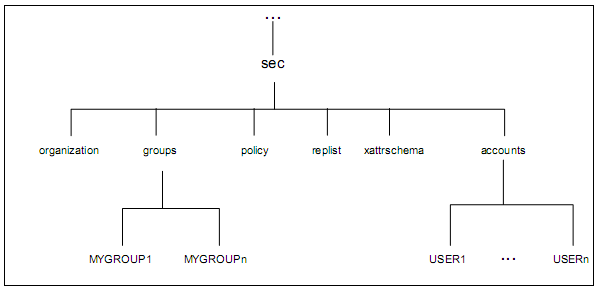 ...
sec
organization groups policy replist xattrschema accounts
MYGROUP1 MYGROUPn USER1 ... USERn